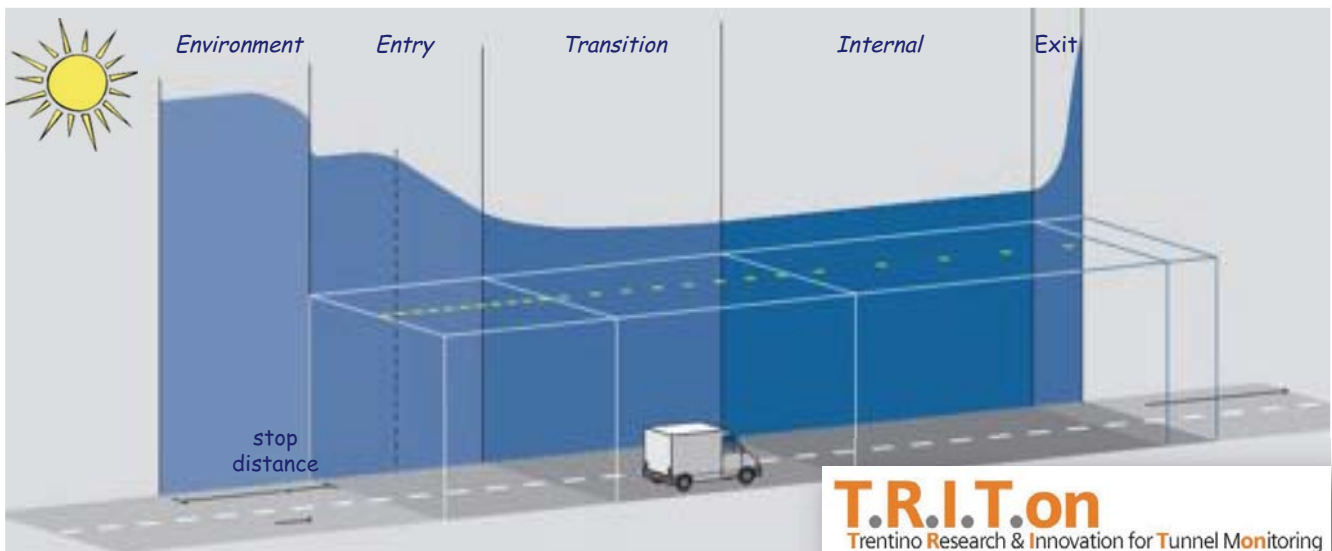 Environment Entry Transition Internal Exit
stop
distance
T.R.I.T.on
Trentino Research & Innovation for Tunnel Monitoring